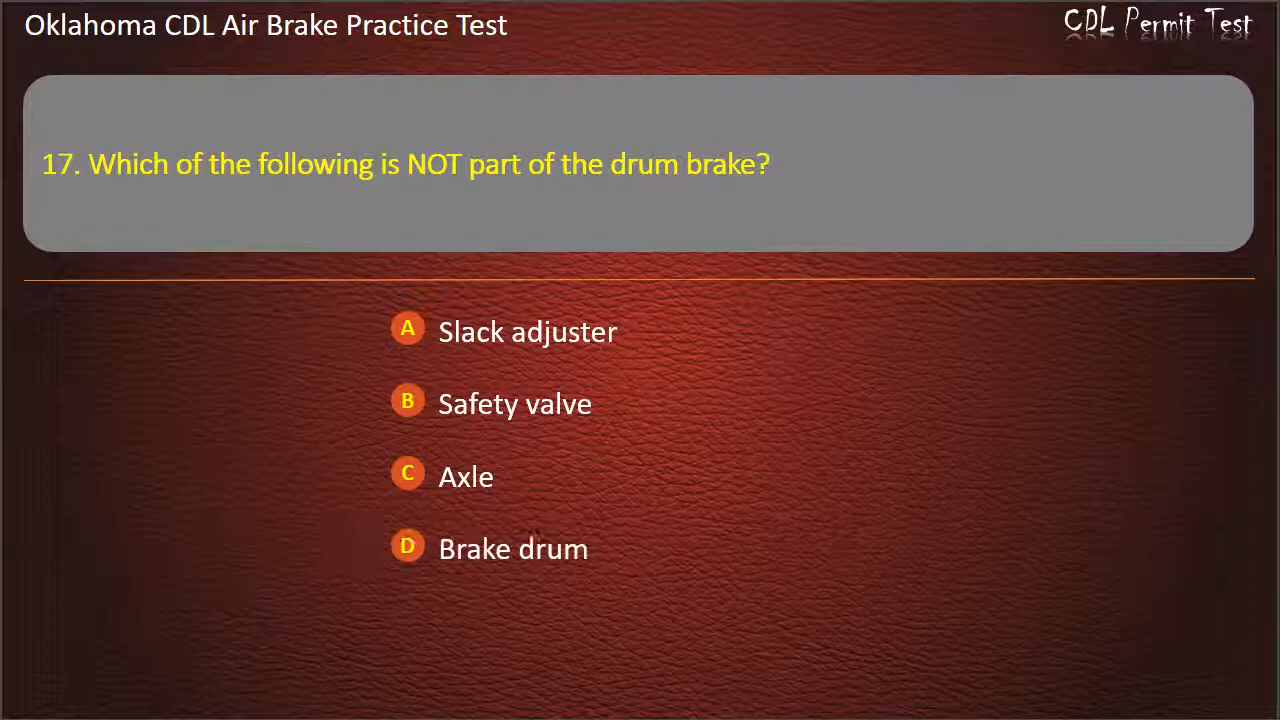 Oklahoma CDL Air Brake Practice Test
CDL Permit Test
17. Which of the following is NOT part of the drum brake?
A Slack adjuster
B Safety valve
C Axle
D Brake drum